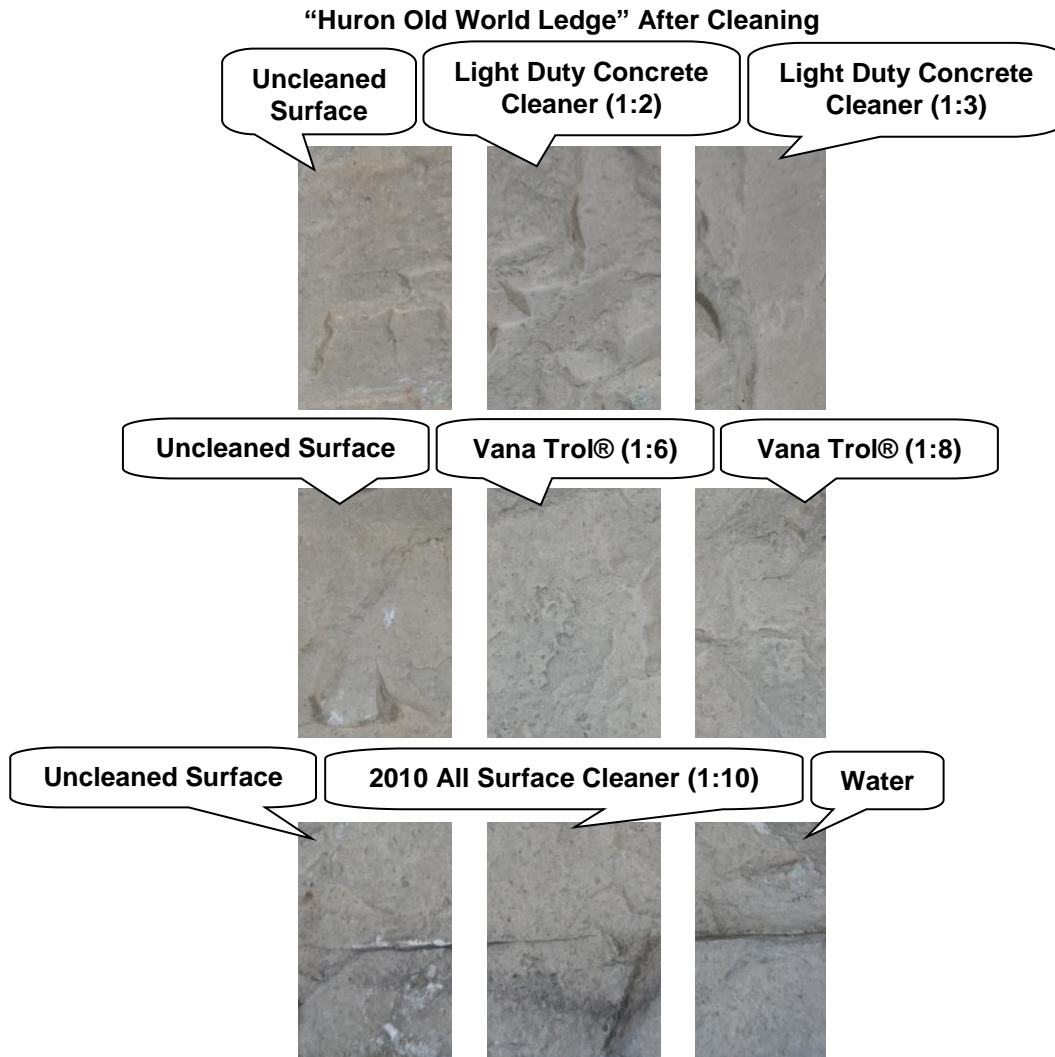 “Huron Old World Ledge” After Cleaning
Uncleaned
Surface
Light Duty Concrete
Cleaner (1:2)
Light Duty Concrete
Cleaner (1:3)
Uncleaned Surface
Vana Trol® (1:6)
Vana Trol® (1:8)
Uncleaned Surface
2010 All Surface Cleaner (1:10)
Water